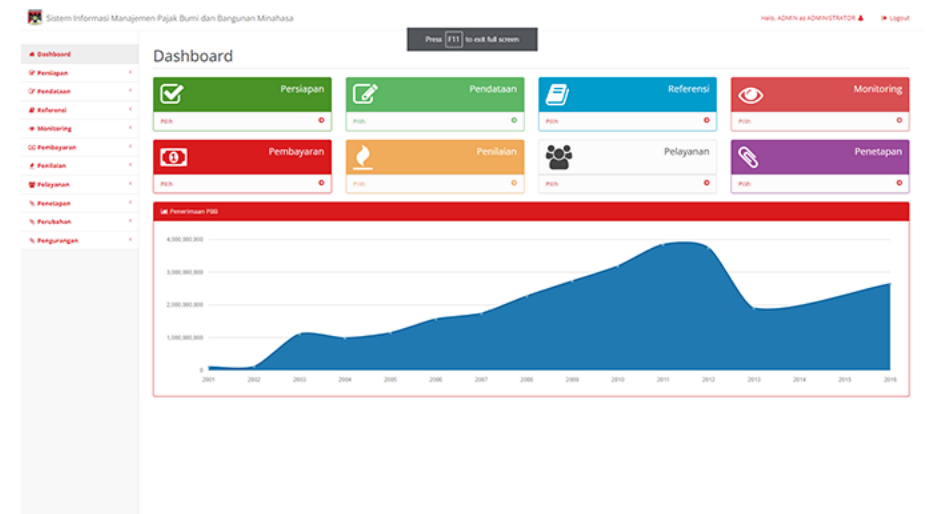 Sistem Informasi Manajemen Pajak Bumi dan Bangunan Minahasa
Hallo, ADMIN as ADMINISTRATOR
Logout
Press F11 to exit full screen
Dashboard
Persiapan
Pendataan
Referensi
Monitoring
Pembayaran
Penilaian
Pelayanan
Penetapan
Perubahan
Pengurangan
Dashboard
Persiapan
Pilih
Pendataan
Pilih
Referensi
Pilih
Monitoring
Pilih
Pembayaran
Pilih
Penilaian
Pilih
Pelayanan
Pilih
Penetapan
Pilih
Penerimaan PBB
4,000,000,000
3,000,000,000
2,000,000,000
1,000,000,000
0
2001 2002 2003 2004 2005 2006 2007 2008 2009 2010 2011 2012 2013 2014 2015 2016